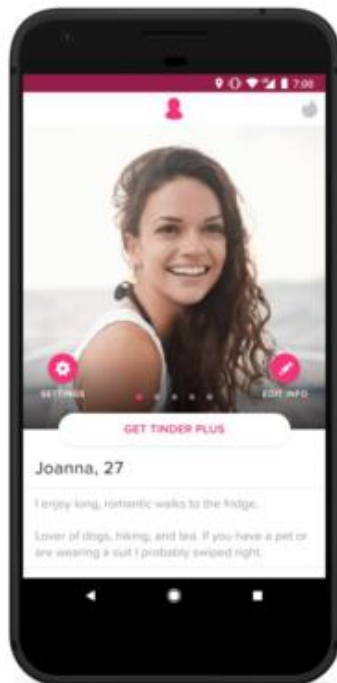 7:00
SETTINGS
EDIT INFO
GET TINDER PLUS
Joanna, 27
I enjoy long, romantic walks to the fridge.
Lover of dogs, hiking, and tea. If you have a pet or
are wearing a suit I probably swiped right.